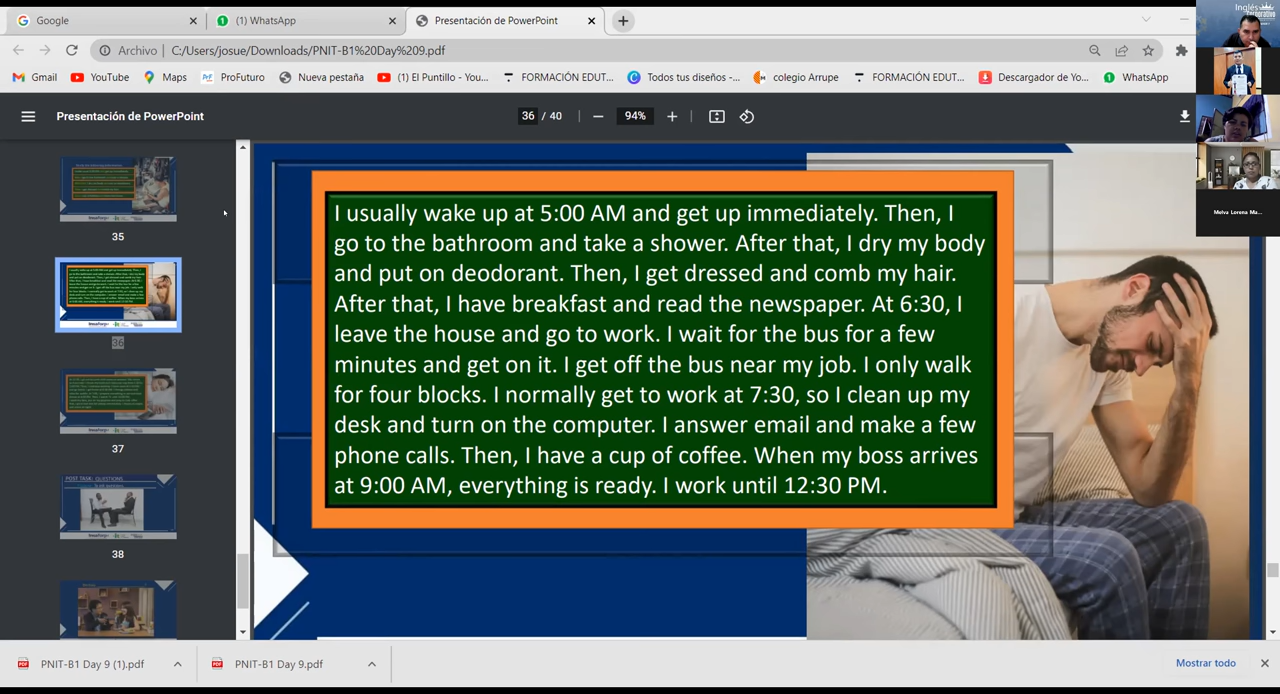 Google
(1) WhatsApp
Presentación de PowerPoint
Archivo
C:/Users/josue/Downloads/PNIT-B1%20Day%209.pdf
Gmail
YouTube
Maps
ProFuturo
Nueva pestaña
(1) El Puntillo - You...
FORMACIÓN EDUT...
Todos tus diseños -...
colegio Arrupe
FORMACIÓN EDUT...
Descargador de Yo...
WhatsApp
Presentación de PowerPoint
36 / 40
94%
Inglés
Corporativo
Melva Lorena Ma...
35
36
37
POST TASK: QUESTIONS
38
I usually wake up at 5:00 AM and get up immediately. Then, I
go to the bathroom and take a shower. After that, I dry my body
and put on deodorant. Then, I get dressed and comb my hair.
After that, I have breakfast and read the newspaper. At 6:30, I
leave the house and go to work. I wait for the bus for a few
minutes and get on it. I get off the bus near my job. I only walk
for four blocks. I normally get to work at 7:30, so I clean up my
desk and turn on the computer. I answer email and make a few
phone calls. Then, I have a cup of coffee. When my boss arrives
at 9:00 AM, everything is ready. I work until 12:30 PM.
PNIT-B1 Day 9 (1).pdf
PNIT-B1 Day 9.pdf
Mostrar todo